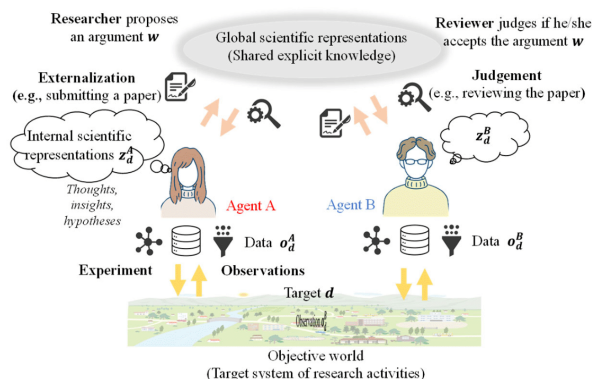 Researcher proposes
an argument w
Global scientific representations
(Shared explicit knowledge)
Reviewer judges if he/she
accepts the argument w
Externalization
(e.g., submitting a paper)
Judgement
(e.g., reviewing the paper)
Internal scientific
representations z_d^A
z_d^B
Thoughts,
insights,
hypotheses
Agent A
Agent B
Data o_d^A
Data o_d^B
Experiment
Observations
Target d
Objective world
(Target system of research activities)